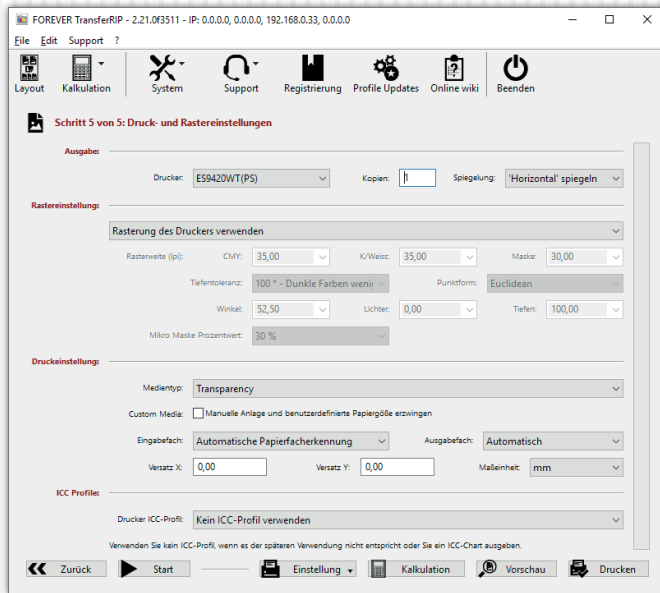 FOREVER TransferRIP - 2.21.0f3511 - IP: 0.0.0.0, 0.0.0.0, 192.168.0.33, 0.0.0.0
File Edit Support ?
Layout Kalkulation System Support Registrierung Profile Updates Online wiki Beenden
Schritt 5 von 5: Druck- und Rastereinstellungen
Ausgabe:
Drucker: ES9420WT(PS) Kopien: 1 Spiegelung: 'Horizontal' spiegeln
Rastereinstellung:
Rasterung des Druckers verwenden
Rasterweite (lpi): CMY: 35,00 K/Weiss: 35,00 Maske: 30,00
Tiefentoleranz: 100 * - Dunkle Farben weni Punktform: Euclidean
Winkel: 52,50 Lichter: 0,00 Tiefen: 100,00
Mikro Maske Prozentwert: 30 %
Druckeinstellung:
Medientyp: Transparency
Custom Media: Manuelle Anlage und benutzerdefinierte Papiergöße erzwingen
Eingabefach: Automatische Papierfacherkennung Ausgabefach: Automatisch
Versatz X: 0,00 Versatz Y: 0,00 Maßeinheit: mm
ICC Profile:
Drucker ICC-Profil: Kein ICC-Profil verwenden
Verwenden Sie kein ICC-Profil, wenn es der späteren Verwendung nicht entspricht oder Sie ein ICC-Chart ausgeben.
Zurück Start Einstellung Kalkulation Vorschau Drucken